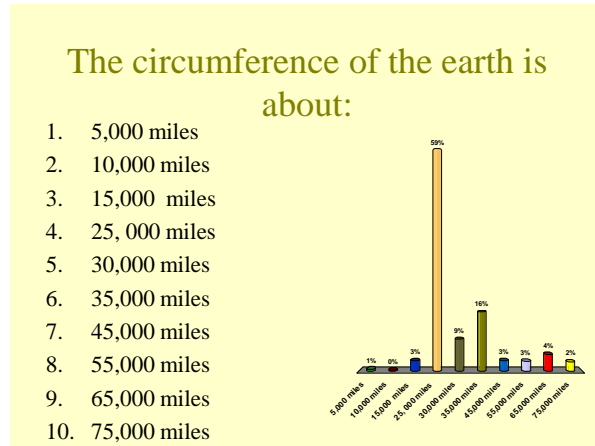 The circumference of the earth is
about:
1. 5,000 miles
2. 10,000 miles
3. 15,000  miles
4. 25, 000 miles
5. 30,000 miles
6. 35,000 miles
7. 45,000 miles
8. 55,000 miles
9. 65,000 miles
10. 75,000 miles
1%
0%
3%
59%
9%
16%
3%
3%
4%
2%
5,000 miles
10,000 miles
15,000 miles
25, 000 miles
30,000 miles
35,000 miles
45,000 miles
55,000 miles
65,000 miles
75,000 miles